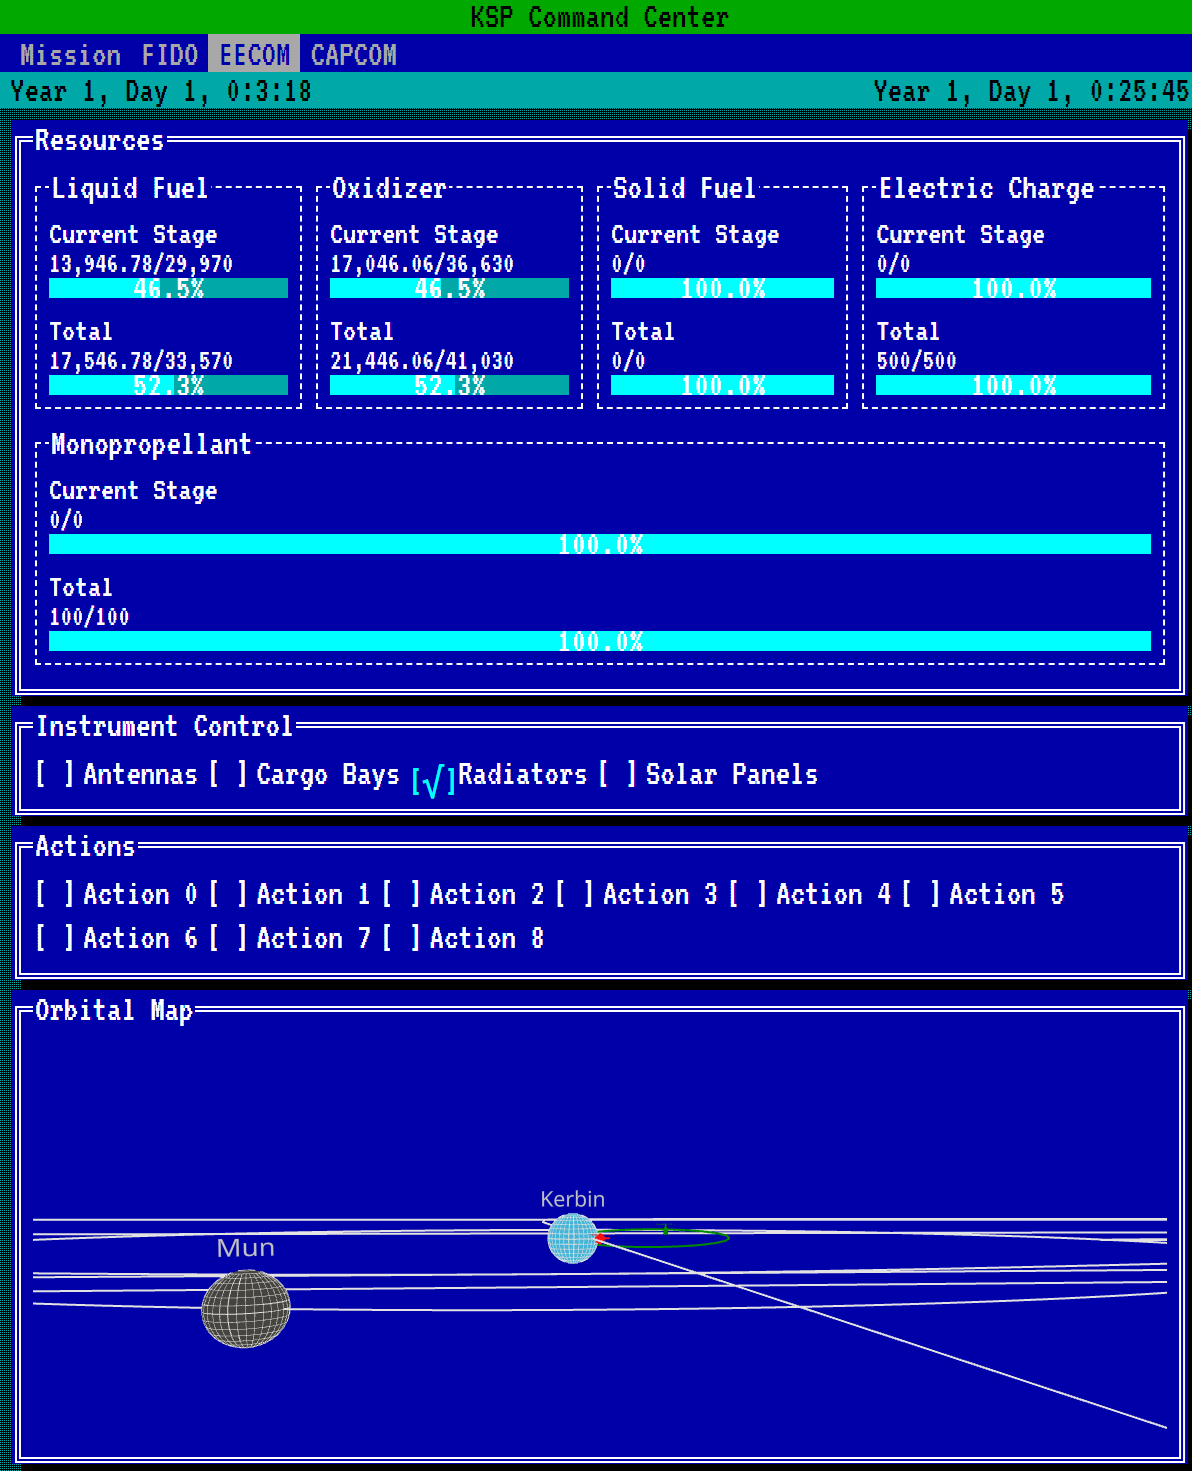 KSP Command Center
Mission FIDO EECOM CAPCOM
Year 1, Day 1, 0:3:18 Year 1, Day 1, 0:25:45
Resources
Liquid Fuel Oxidizer Solid Fuel Electric Charge
Current Stage Current Stage Current Stage Current Stage
13,946.78/29,970 17,046.06/36,630 0/0 0/0
46.5% 46.5% 100.0% 100.0%
Total Total Total Total
17,546.78/33,570 21,446.06/41,030 0/0 500/500
52.3% 52.3% 100.0% 100.0%
Monopropellant
Current Stage
0/0
100.0%
Total
100/100
100.0%
Instrument Control
[ ] Antennas [ ] Cargo Bays [√] Radiators [ ] Solar Panels
Actions
[ ] Action 0 [ ] Action 1 [ ] Action 2 [ ] Action 3 [ ] Action 4 [ ] Action 5
[ ] Action 6 [ ] Action 7 [ ] Action 8
Orbital Map
Kerbin
Mun